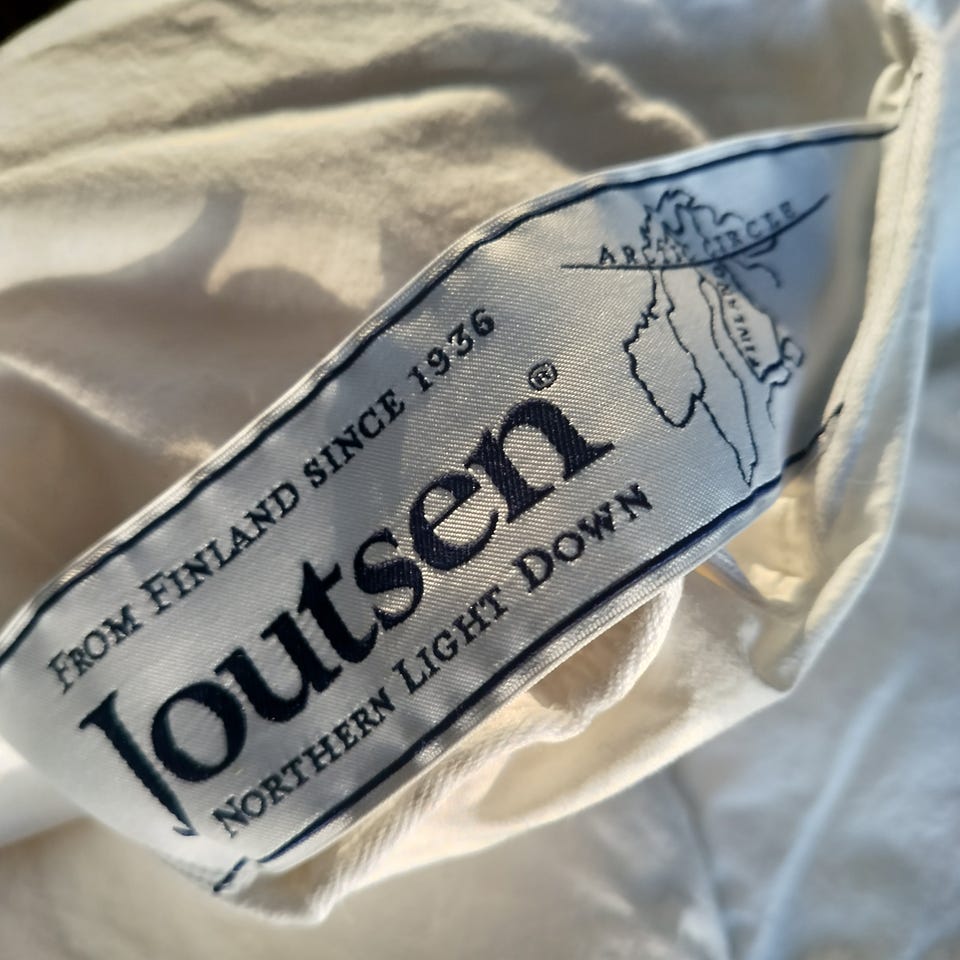 FROM FINLAND SINCE 1936
Joutsen®
NORTHERN LIGHT DOWN
ARCTIC CIRCLE
FINLAND